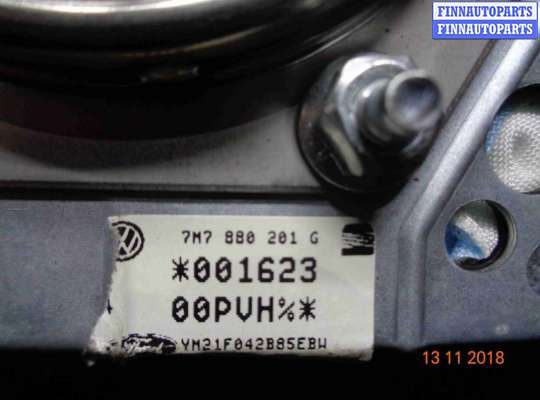 FINNAUTOPARTS
FINNAUTOPARTS
7M7 880 201 G
*001623
00PVH%*
YM21F042B85EBW
13 11 2018